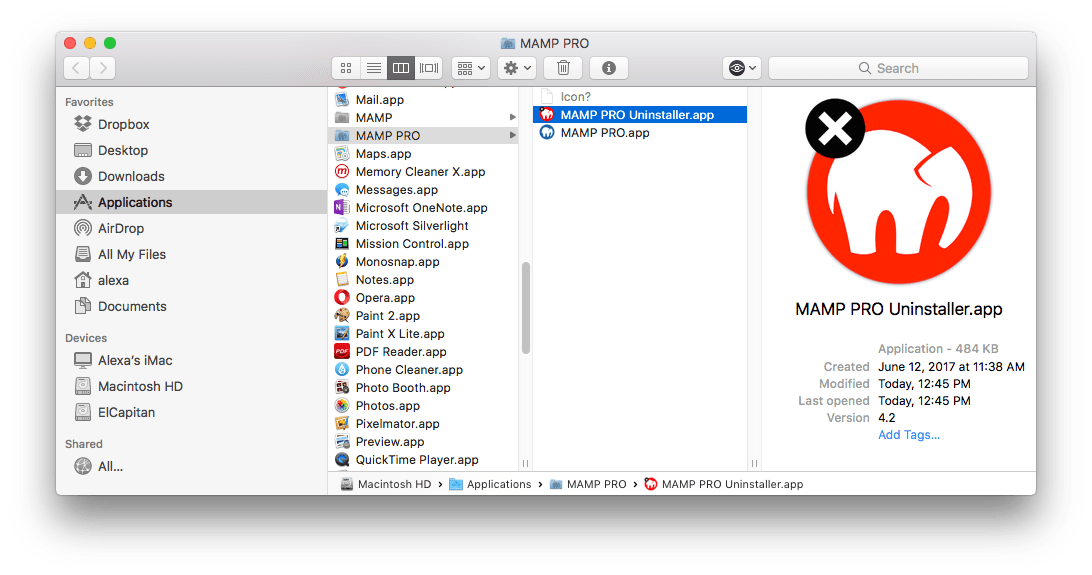 MAMP PRO
Search
Favorites
Dropbox
Desktop
Downloads
Applications
AirDrop
All My Files
alexa
Documents
Devices
Alexa's iMac
Macintosh HD
ElCapitan
Shared
All...
Mail.app
MAMP
MAMP PRO
Maps.app
Memory Cleaner X.app
Messages.app
Microsoft OneNote.app
Microsoft Silverlight
Mission Control.app
Monosnap.app
Notes.app
Opera.app
Paint 2.app
Paint X Lite.app
PDF Reader.app
Phone Cleaner.app
Photo Booth.app
Photos.app
Pixelmator.app
Preview.app
QuickTime Player.app
Icon?
MAMP PRO Uninstaller.app
MAMP PRO.app
MAMP PRO Uninstaller.app
Application - 484 KB
Created June 12, 2017 at 11:38 AM
Modified Today, 12:45 PM
Last opened Today, 12:45 PM
Version 4.2
Add Tags...
Macintosh HD › Applications › MAMP PRO › MAMP PRO Uninstaller.app